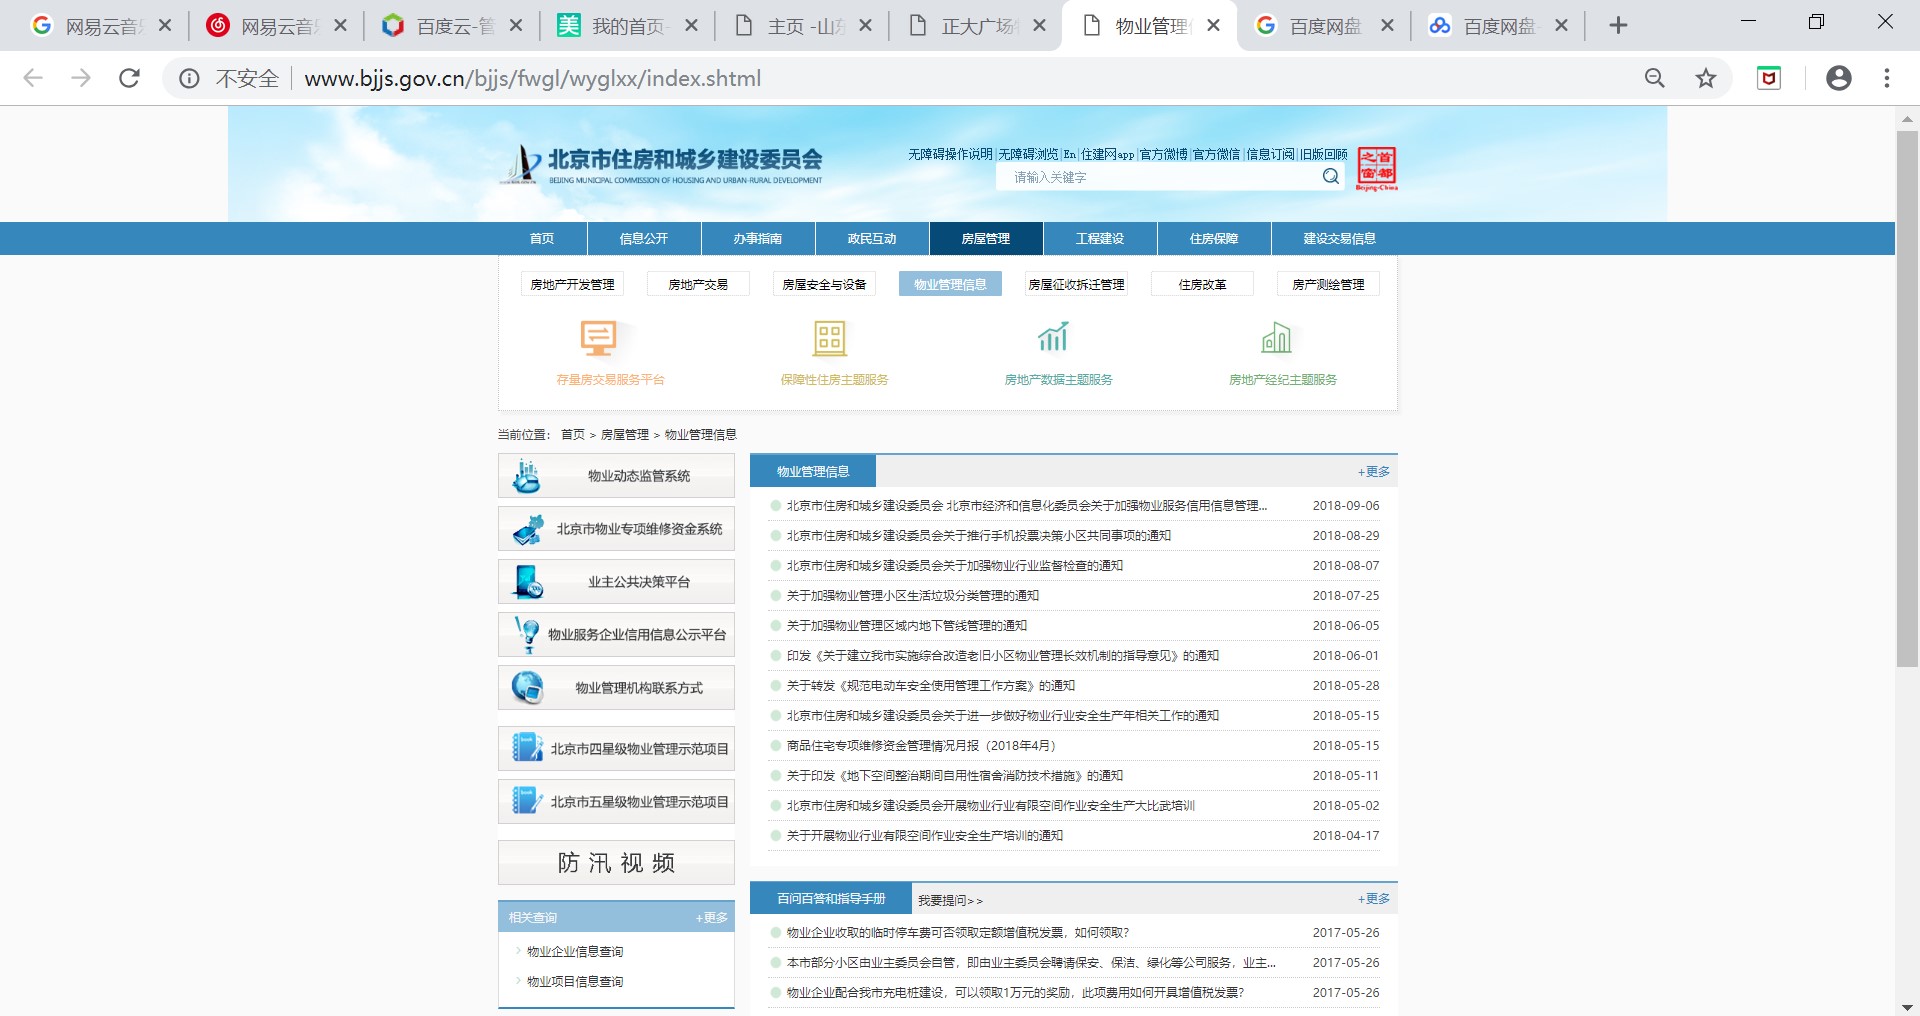 网易云音乐
网易云音乐
百度云-管
我的首页-
主页 -山东
正大广场
物业管理信
百度网盘
百度网盘-
不安全
www.bjjs.gov.cn/bjjs/fwgl/wyglxx/index.shtml
北京市住房和城乡建设委员会
BEIJING MUNICIPAL COMMISSION OF HOUSING AND URBAN-RURAL DEVELOPMENT
无障碍操作说明|无障碍浏览|En|住建网app|官方微博|官方微信|信息订阅|旧版回顾
请输入关键字
首都之窗
Beijing-China
首页 信息公开 办事指南 政民互动 房屋管理 工程建设 住房保障 建设交易信息
房地产开发管理 房地产交易 房屋安全与设备 物业管理信息 房屋征收拆迁管理 住房改革 房产测绘管理
存量房交易服务平台 保障性住房主题服务 房地产数据主题服务 房地产经纪主题服务
当前位置： 首页 > 房屋管理 > 物业管理信息
物业动态监管系统
北京市物业专项维修资金系统
业主公共决策平台
物业服务企业信用信息公示平台
物业管理机构联系方式
北京市四星级物业管理示范项目
北京市五星级物业管理示范项目
防汛视频
相关查询 +更多
物业企业信息查询
物业项目信息查询
物业管理信息 +更多
北京市住房和城乡建设委员会 北京市经济和信息化委员会关于加强物业服务信用信息管理... 2018-09-06
北京市住房和城乡建设委员会关于推行手机投票决策小区共同事项的通知 2018-08-29
北京市住房和城乡建设委员会关于加强物业行业监督检查的通知 2018-08-07
关于加强物业管理小区生活垃圾分类管理的通知 2018-07-25
关于加强物业管理区域内地下管线管理的通知 2018-06-05
印发《关于建立我市实施综合改造老旧小区物业管理长效机制的指导意见》的通知 2018-06-01
关于转发《规范电动车安全使用管理工作方案》的通知 2018-05-28
北京市住房和城乡建设委员会关于进一步做好物业行业安全生产年相关工作的通知 2018-05-15
商品住宅专项维修资金管理情况月报（2018年4月） 2018-05-15
关于印发《地下空间整治期间自用性宿舍消防技术措施》的通知 2018-05-11
北京市住房和城乡建设委员会开展物业行业有限空间作业安全生产大比武培训 2018-05-02
关于开展物业行业有限空间作业安全生产培训的通知 2018-04-17
百问百答和指导手册 我要提问>> +更多
物业企业收取的临时停车费可否领取定额增值税发票，如何领取？ 2017-05-26
本市部分小区由业主委员会自管，即由业主委员会聘请保安、保洁、绿化等公司服务，业主... 2017-05-26
物业企业配合我市充电桩建设，可以领取1万元的奖励，此项费用如何开具增值税发票？ 2017-05-26